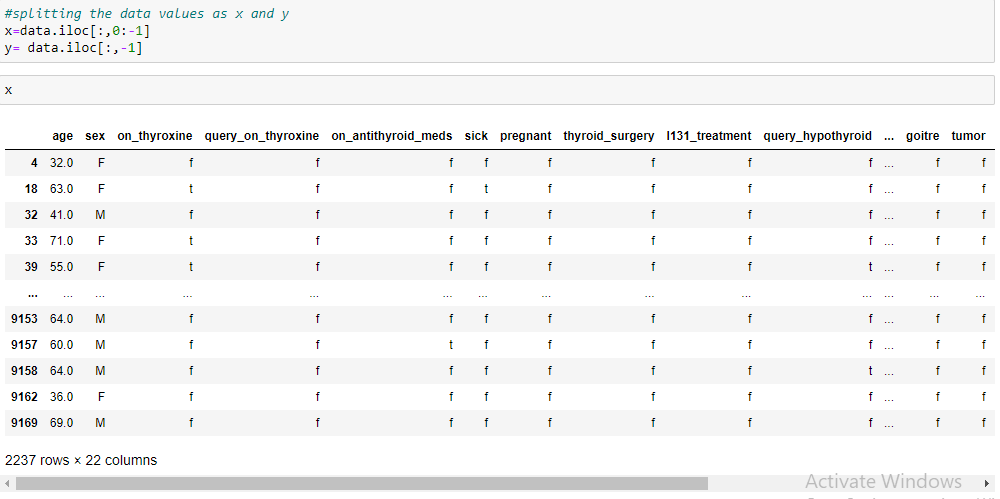 #splitting the data values as x and y
x=data.iloc[:,0:-1]
y= data.iloc[:,-1]
x
age sex on_thyroxine query_on_thyroxine on_antithyroid_meds sick pregnant thyroid_surgery I131_treatment query_hypothyroid ... goitre tumor
4 32.0 F f f f f f f f f ... f f
18 63.0 F t f f t f f f f ... f f
32 41.0 M f f f f f f f f ... f f
33 71.0 F t f f f f f f f ... f f
39 55.0 F t f f f f f f t ... f f
... ... ... ... ... ... ... ... ... ... ... ... ... ...
9153 64.0 M f f f f f f f f ... f f
9157 60.0 M f f t f f f f f ... f f
9158 64.0 M f f f f f f f t ... f f
9162 36.0 F f f f f f f f f ... f f
9169 69.0 M f f f f f f f f ... f f
2237 rows × 22 columns
Activate Windows